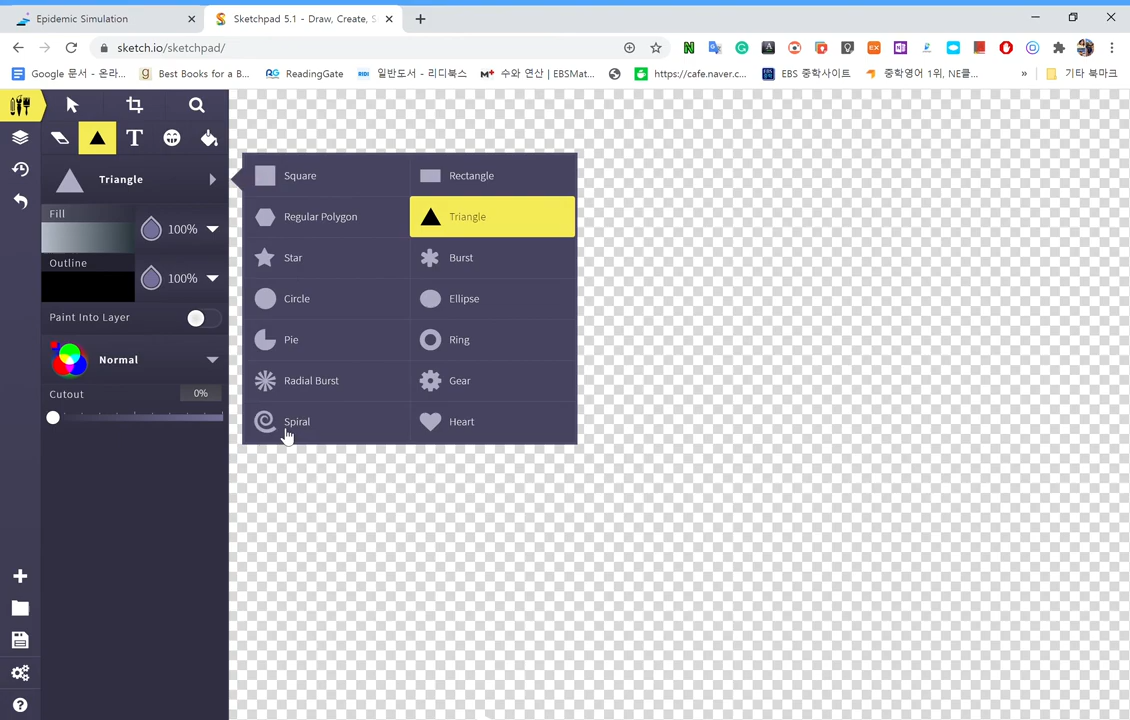 Epidemic Simulation
Sketchpad 5.1 - Draw, Create, S
sketch.io/sketchpad/
Google 문서 - 온라...
Best Books for a B...
ReadingGate
일반도서 - 리디북스
수와 연산 | EBSMat...
https://cafe.naver.c...
EBS 중학사이트
중학영어 1위, NE클...
»
기타 북마크
T
Triangle
Fill
100%
Outline
100%
Paint Into Layer
Normal
Cutout
0%
Square
Rectangle
Regular Polygon
Triangle
Star
Burst
Circle
Ellipse
Pie
Ring
Radial Burst
Gear
Spiral
Heart